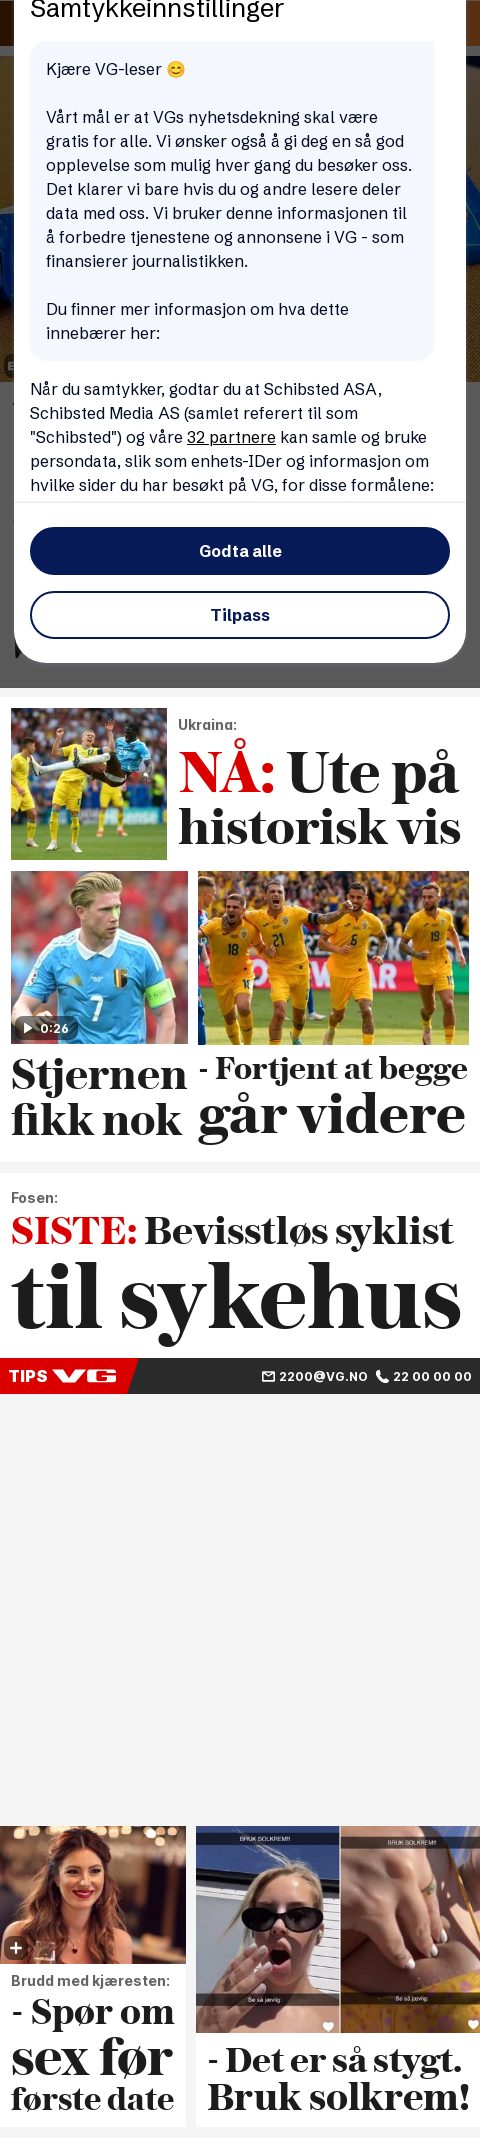 Samtykkeinnstillinger
Kjære VG-leser 😊
Vårt mål er at VGs nyhetsdekning skal være
gratis for alle. Vi ønsker også å gi deg en så god
opplevelse som mulig hver gang du besøker oss.
Det klarer vi bare hvis du og andre lesere deler
data med oss. Vi bruker denne informasjonen til
å forbedre tjenestene og annonsene i VG - som
finansierer journalistikken.
Du finner mer informasjon om hva dette
innebærer her:
Når du samtykker, godtar du at Schibsted ASA,
Schibsted Media AS (samlet referert til som
"Schibsted") og våre 32 partnere kan samle og bruke
persondata, slik som enhets-IDer og informasjon om
hvilke sider du har besøkt på VG, for disse formålene:
Godta alle
Tilpass
Ukraina:
NÅ: Ute på
historisk vis
0:26
Stjernen
fikk nok
- Fortjent at begge
går videre
Fosen:
SISTE: Bevisstløs syklist
til sykehus
TIPS VG
2200@VG.NO 22 00 00 00
Brudd med kjæresten:
- Spør om
sex før
første date
BRUK SOLKREM!!
BRUK SOLKREM!!
Se så jævlig:
Se så jævlig:
- Det er så stygt.
Bruk solkrem!